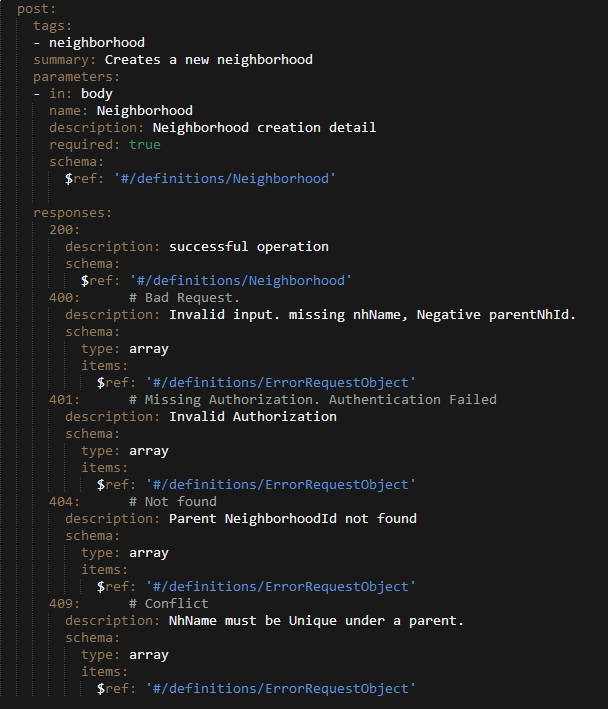 post:
tags:
- neighborhood
summary: Creates a new neighborhood
parameters:
- in: body
name: Neighborhood
description: Neighborhood creation detail
required: true
schema:
$ref: '#/definitions/Neighborhood'
responses:
200:
description: successful operation
schema:
$ref: '#/definitions/Neighborhood'
400: # Bad Request.
description: Invalid input. missing nhName, Negative parentNhId.
schema:
type: array
items:
$ref: '#/definitions/ErrorRequestObject'
401: # Missing Authorization. Authentication Failed
description: Invalid Authorization
schema:
type: array
items:
$ref: '#/definitions/ErrorRequestObject'
404: # Not found
description: Parent NeighborhoodId not found
schema:
type: array
items:
$ref: '#/definitions/ErrorRequestObject'
409: # Conflict
description: NhName must be Unique under a parent.
schema:
type: array
items:
$ref: '#/definitions/ErrorRequestObject'